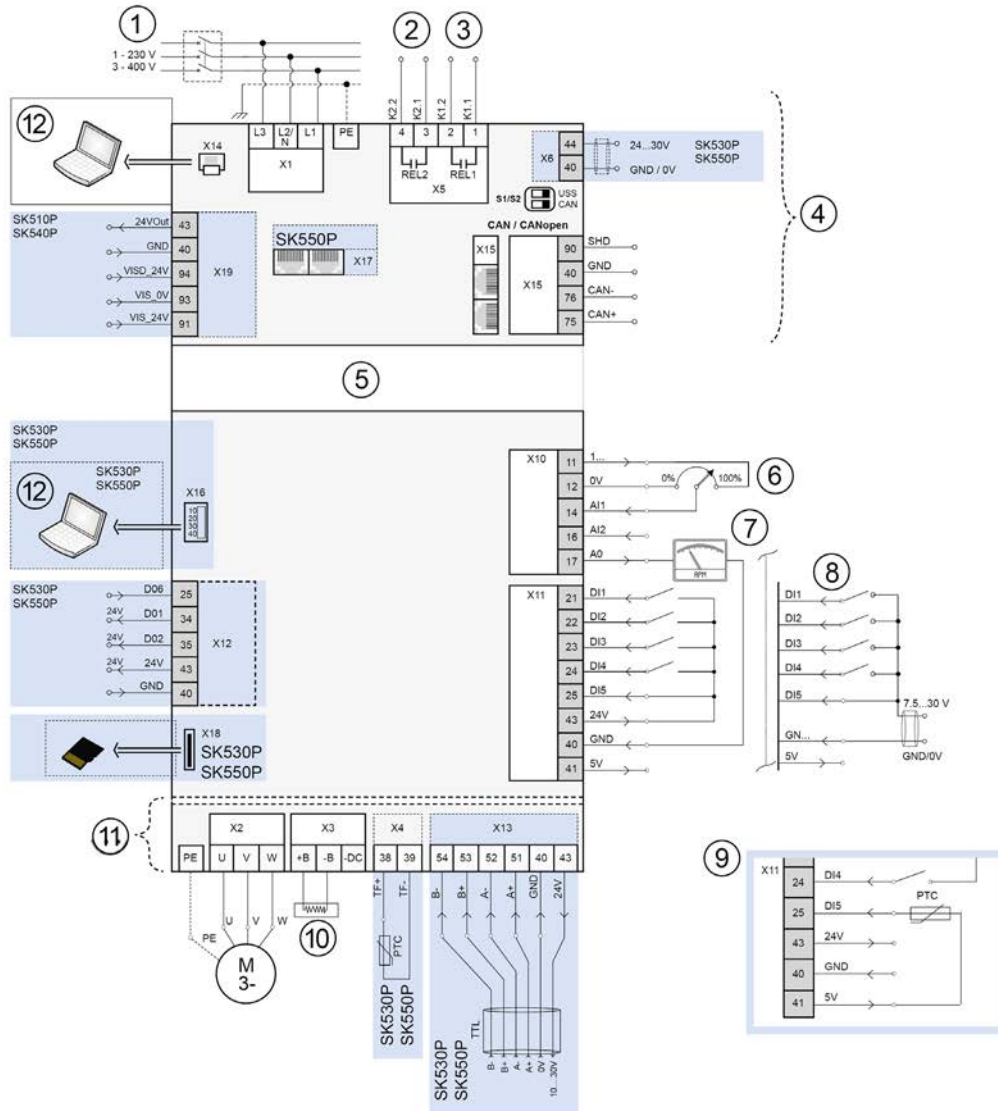 1
2
3
1 - 230 V
3 - 400 V
K2.2
K2.1
K1.2
K1.1
12
X14
L3
L2/
N
L1
PE
X1
4
3
2
1
REL2
REL1
X5
X6
44
40
24...30V
GND / 0V
SK530P
SK550P
S1/S2
USS
CAN
4
SK510P
SK540P
24VOut
43
GND
40
VISD_24V
94
VIS_0V
93
VIS_24V
91
X19
SK550P
X17
CAN / CANopen
X15
X15
90
SHD
40
GND
76
CAN-
75
CAN+
5
SK530P
SK550P
SK530P
SK550P
12
X16
10
20
30
40
X10
11
1...
12
0V
14
AI1
16
AI2
17
A0
0%
100%
6
7
RPM
SK530P
SK550P
D06
25
24V
D01
34
24V
D02
35
24V
24V
43
GND
40
X12
X11
21
DI1
22
DI2
23
DI3
24
DI4
25
DI5
43
24V
40
GND
41
5V
8
DI1
DI2
DI3
DI4
DI5
7.5...30 V
GN...
GND/0V
5V
X18
SK530P
SK550P
11
PE
X2
U
V
W
X3
+B
-B
-DC
X4
38
39
X13
54
53
52
51
40
43
PE
U
V
W
M
3-
10
TF+
TF-
PTC
SK530P
SK550P
B-
B+
A-
A+
GND
24V
TTL
B-
B+
A-
A+
0V
10...30V
SK530P
SK550P
9
X11
24
DI4
25
DI5
PTC
43
24V
40
GND
41
5V